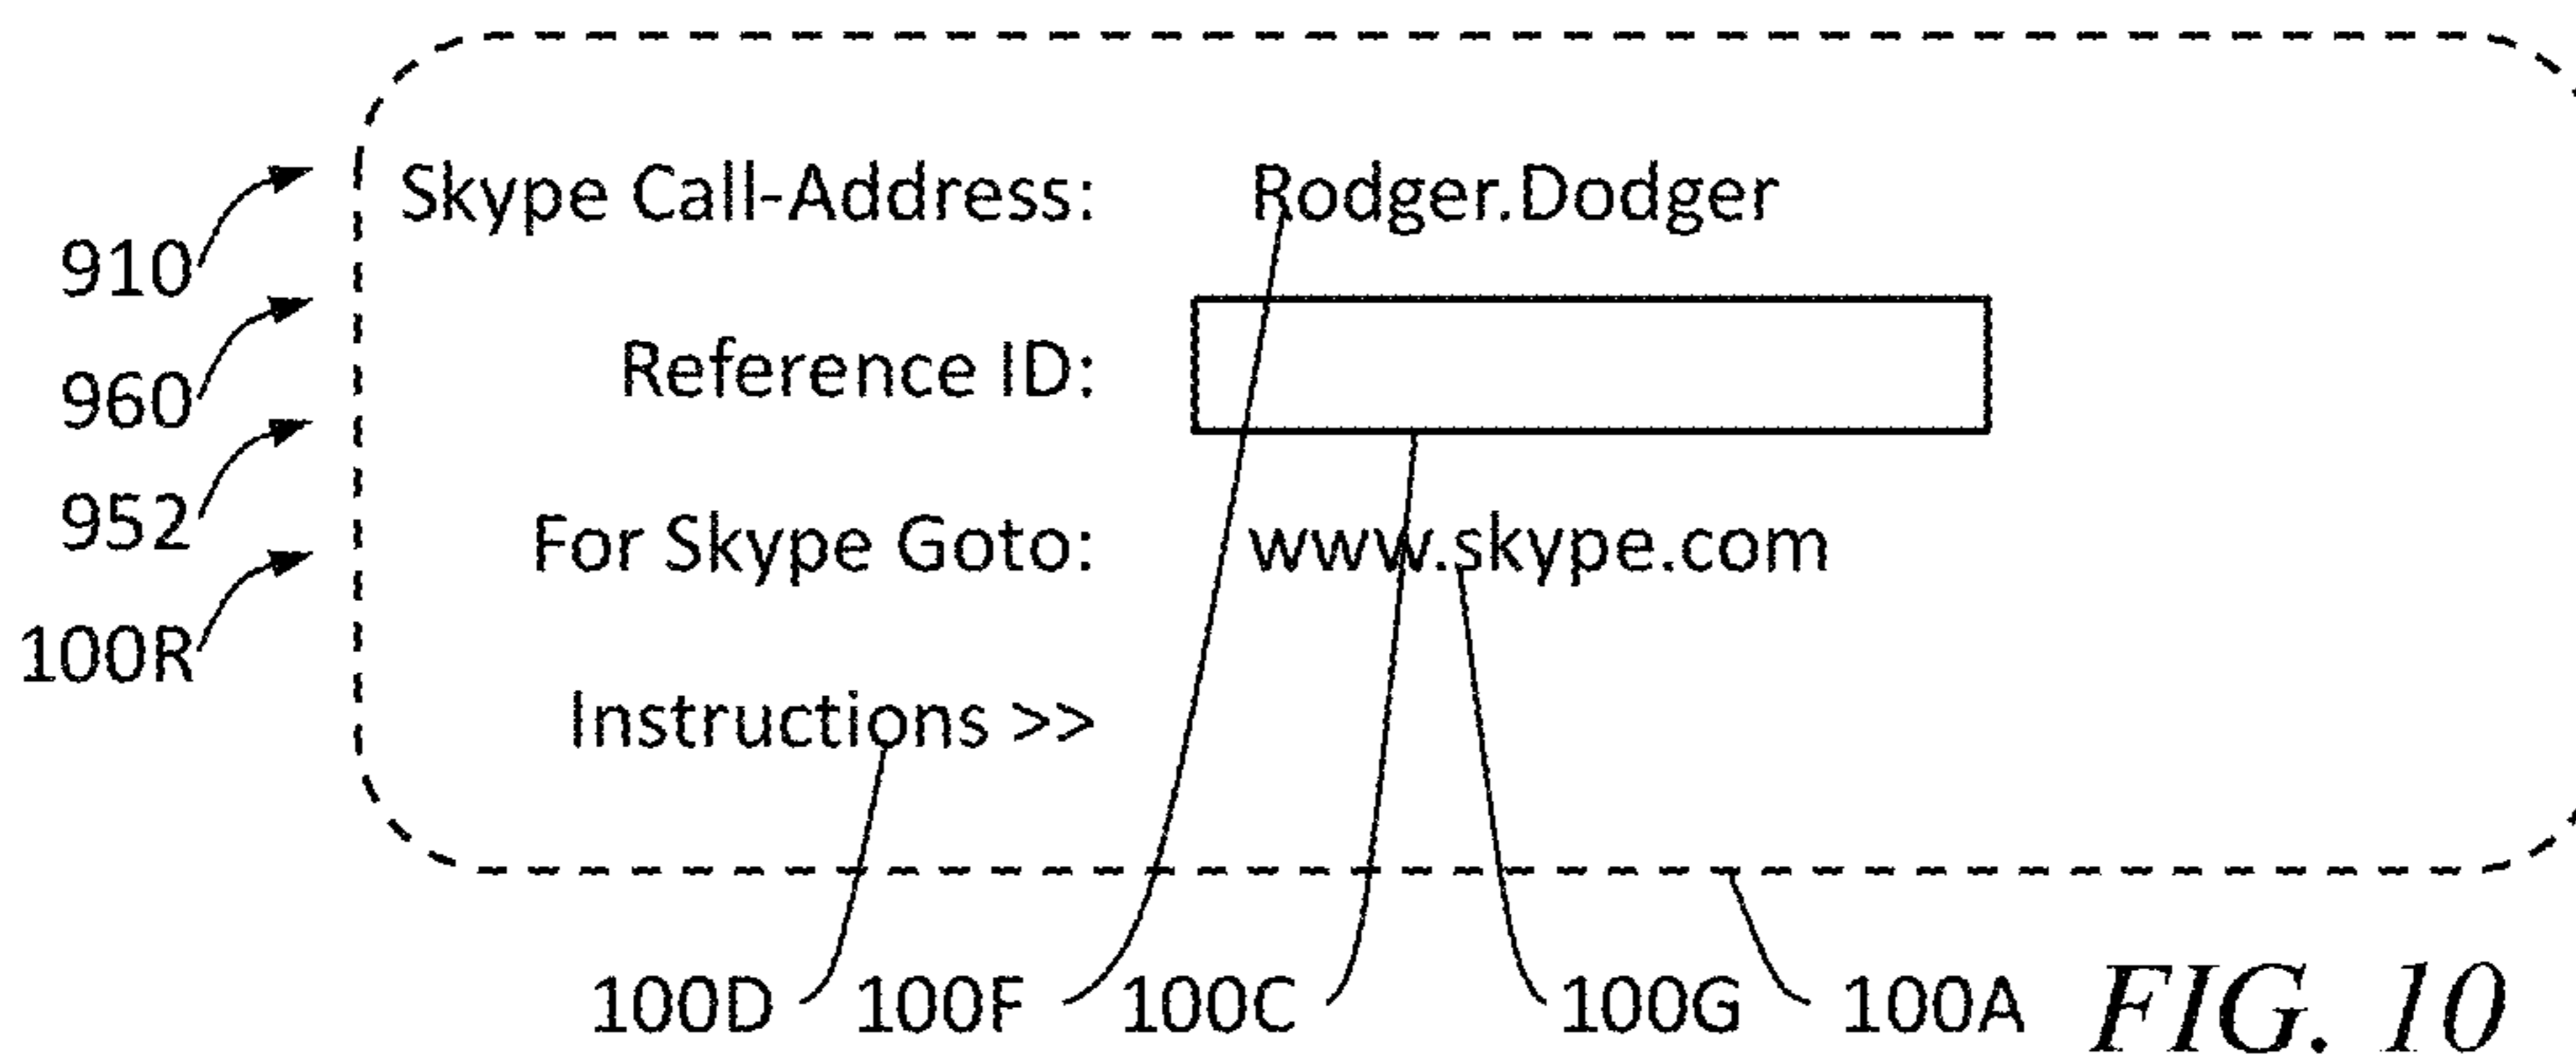 Skype Call-Address: Rodger.Dodger
910
Reference ID:
960
952
For Skype Goto: www.skype.com
100R
Instructions >>
100D 100F 100C 100G 100A FIG. 10